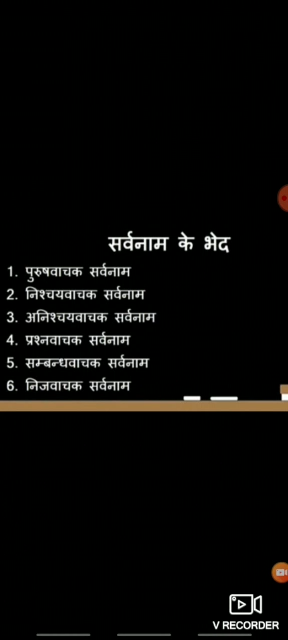 सर्वनाम के भेद
1. पुरुषवाचक सर्वनाम
2. निश्चयवाचक सर्वनाम
3. अनिश्चयवाचक सर्वनाम
4. प्रश्नवाचक सर्वनाम
5. सम्बन्धवाचक सर्वनाम
6. निजवाचक सर्वनाम
V RECORDER